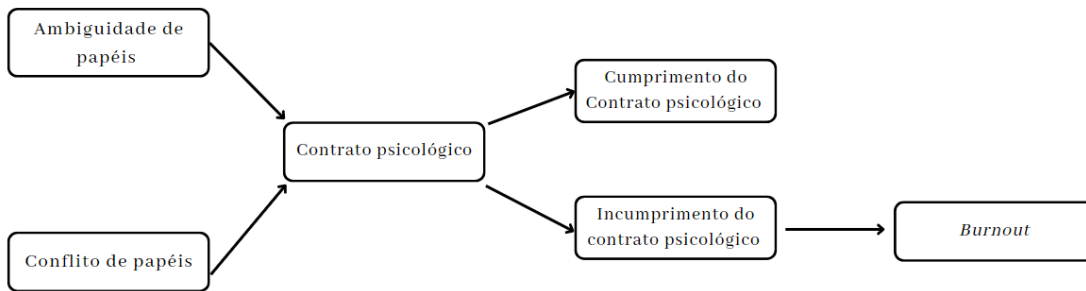 Ambiguidade de
papéis
Cumprimento do
Contrato psicológico
Contrato psicológico
Incumprimento do
contrato psicológico
Burnout
Conflito de papéis